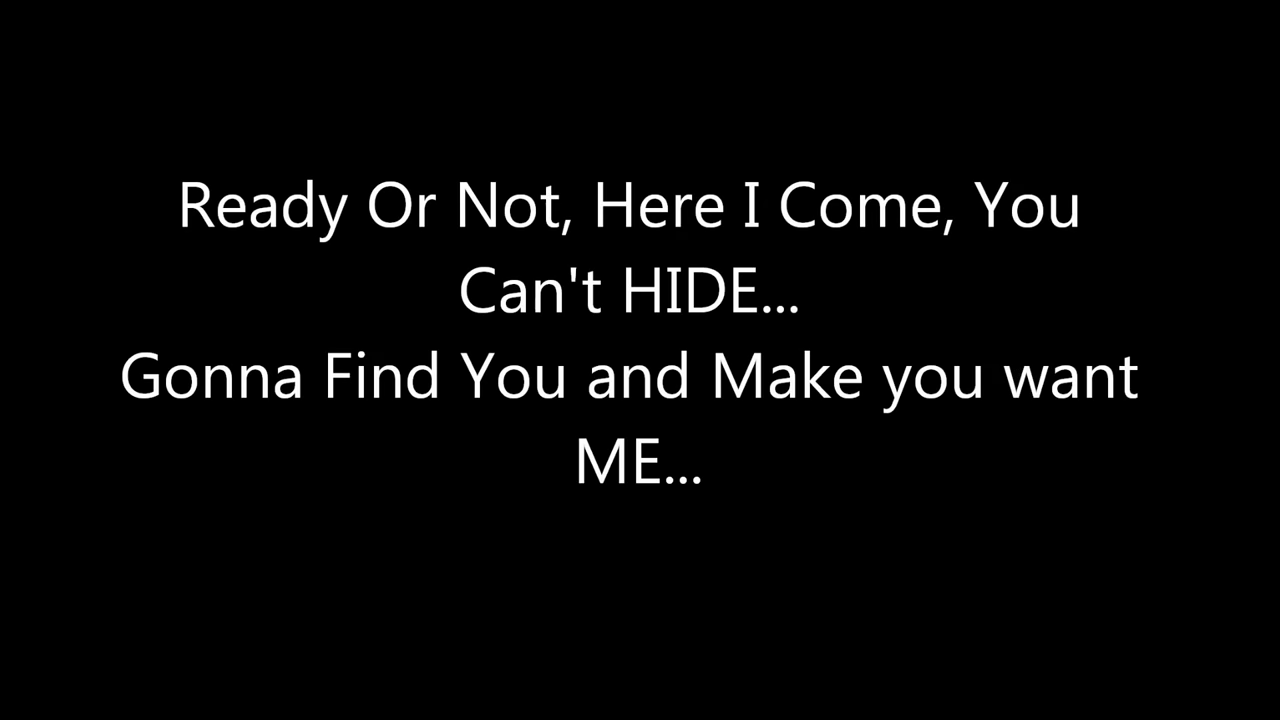 Ready Or Not, Here I Come, You
Can't HIDE...
Gonna Find You and Make you want
ME...